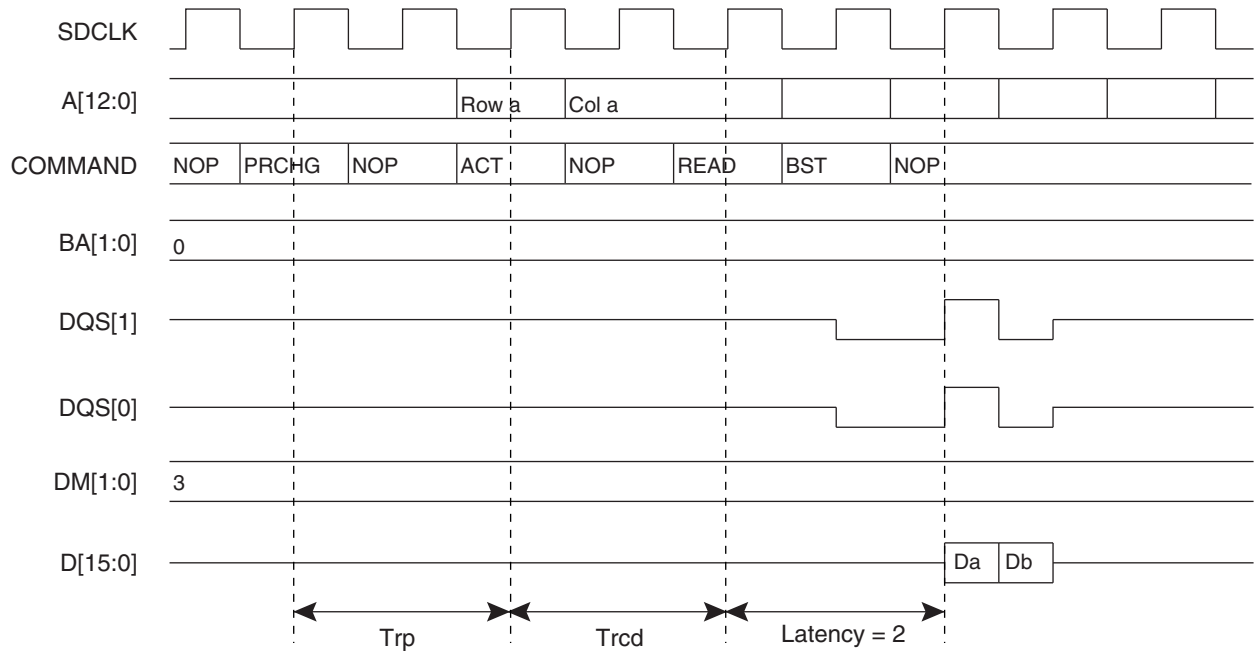 SDCLK
A[12:0] Row a Col a
COMMAND NOP PRCHG NOP ACT NOP READ BST NOP
BA[1:0] 0
DQS[1]
DQS[0]
DM[1:0] 3
D[15:0] Da Db
Trp Trcd Latency = 2